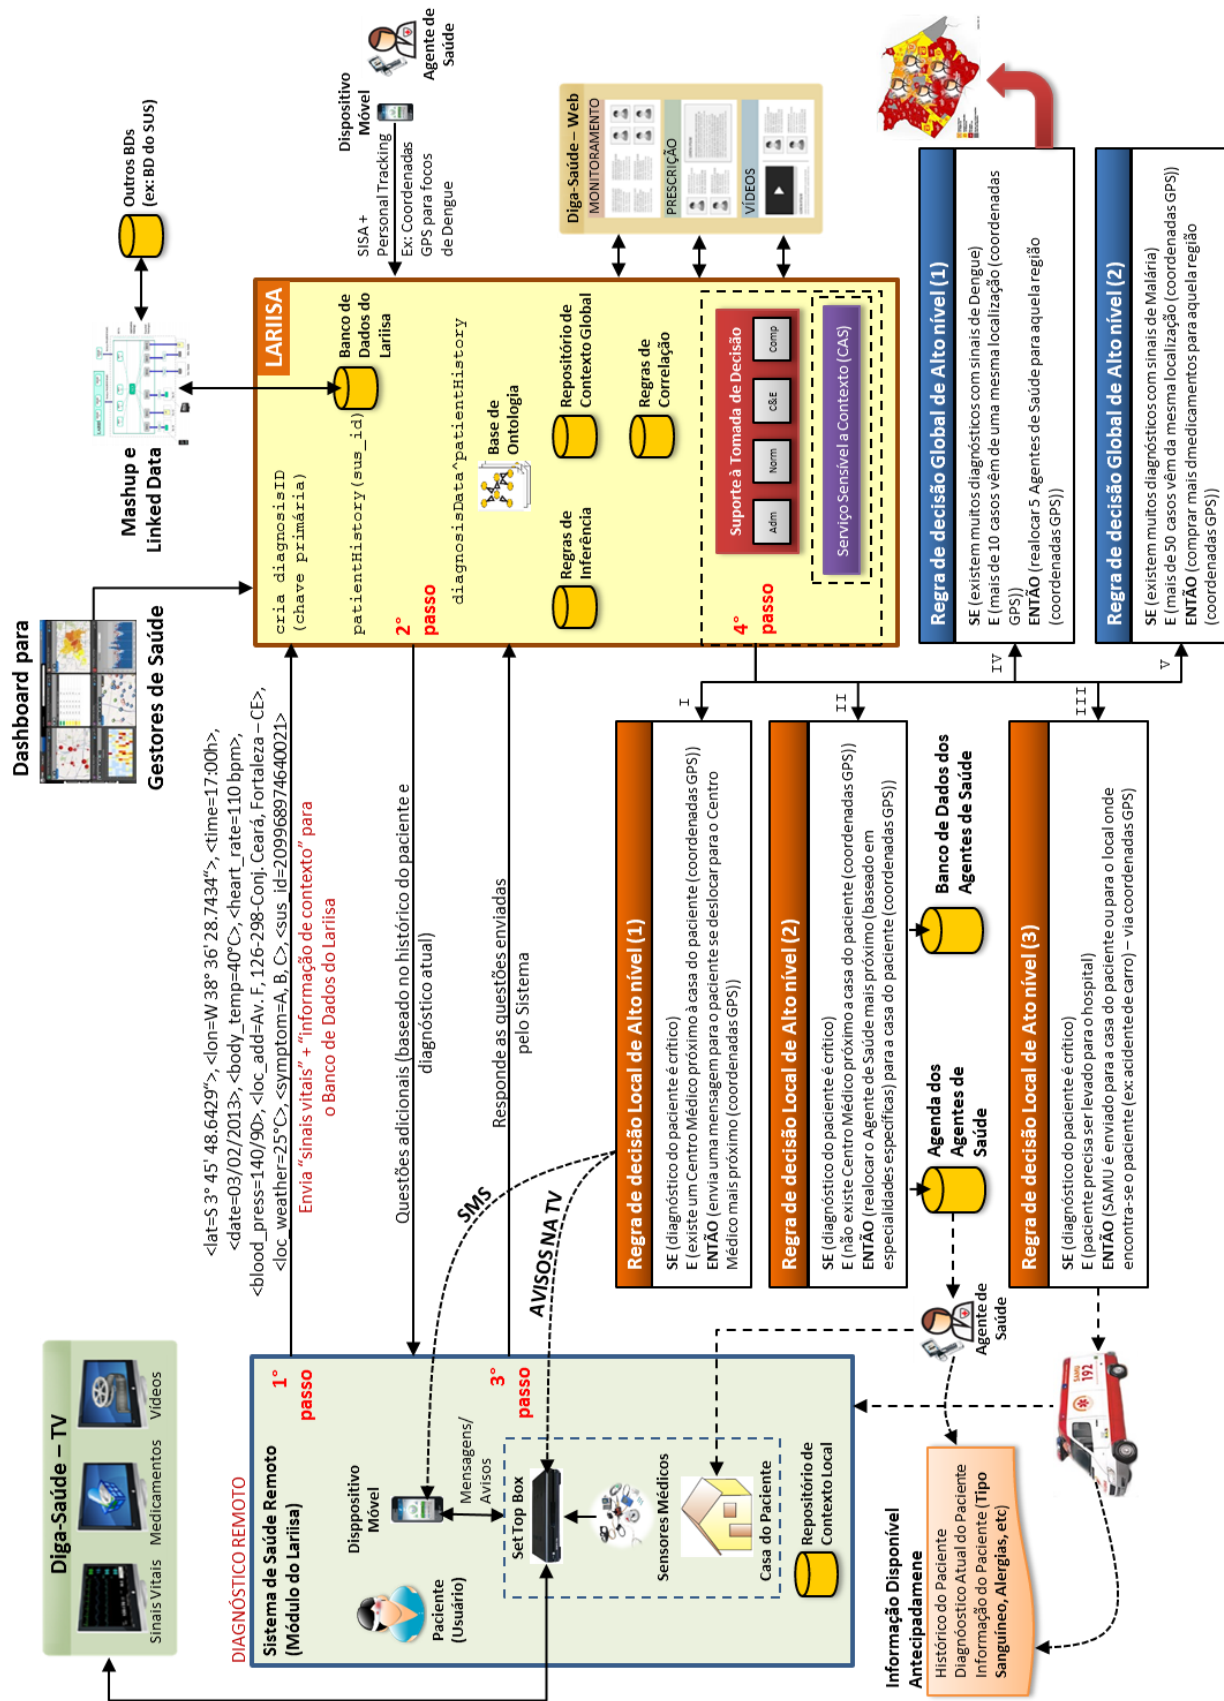 Diga-Saúde – TV
Sinais Vitais
Medicamentos
Vídeos
Dashboard para
Gestores de Saúde
Mashup e
Linked Data
Outros BDs
(ex: BD do SUS)
DIAGNÓSTICO REMOTO
Sistema de Saúde Remoto
(Módulo do Lariisa)
1°
passo
Paciente
(Usuário)
Disppositivo
Móvel
Mensagens/
Avisos
3°
passo
Set Top Box
Sensores Médicos
Casa do Paciente
Repositório de
Contexto Local
<lat=S 3° 45' 48.6429“>, <lon=W 38° 36' 28.7434“>, <time=17:00h>,
<date=03/02/2013>, <body_temp=40°C>, <heart_rate=110 bpm>,
<blood_press=140/90>, <loc_add=Av. F, 126-298-Conj. Ceará, Fortaleza – CE>,
<loc_weather=25°C>, <symptom=A, B, C>, <sus_id=209968974640021>
Envia “sinais vitais” + “informação de contexto” para
o Banco de Dados do Lariisa
Questões adicionais (baseado no histórico do paciente e
diagnóstico atual)
Responde as questões enviadas
pelo Sistema
SMS
AVISOS NA TV
LARIISA
cria diagnosisID
(chave primária)
patientHistory(sus_id)
Banco de
Dados do
Lariisa
2°
passo
diagnosisData^patientHistory
Base de
Ontologia
Regras de
Inferência
Repositório de
Contexto Global
Regras de
Correlação
4°
passo
Suporte à Tomada de Decisão
Adm
Norm
C&E
Comp
Serviço Sensível a Contexto (CAS)
SISA +
Personal Tracking
Ex: Coordenadas
GPS para focos
de Dengue
Dispositivo
Móvel
Agente de
Saúde
Diga-Saúde – Web
MONITORAMENTO
PRESCRIÇÃO
VÍDEOS
I
II
III
IV
V
Regra de decisão Local de Alto nível (1)
SE (diagnóstico do paciente é crítico)
E (existe um Centro Médico próximo à casa do paciente (coordenadas GPS))
ENTÃO (envia uma mensagem para o paciente se deslocar para o Centro
Médico mais próximo (coordenadas GPS))
Regra de decisão Local de Alto nível (2)
SE (diagnóstico do paciente é crítico)
E (não existe Centro Médico próximo a casa do paciente (coordenadas GPS))
ENTÃO (realocar o Agente de Saúde mais próximo (baseado em
especialidades específicas) para a casa do paciente (coordenadas GPS))
Agenda dos
Agentes de
Saúde
Banco de Dados dos
Agentes de Saúde
Regra de decisão Local de Ato nível (3)
SE (diagnóstico do paciente é crítico)
E (paciente precisa ser levado para o hospital)
ENTÃO (SAMU é enviado para a casa do paciente ou para o local onde
encontra-se o paciente (ex: acidente de carro) – via coordenadas GPS)
Regra de decisão Global de Alto nível (1)
SE (existem muitos diagnósticos com sinais de Dengue)
E (mais de 10 casos vêm de uma mesma localização (coordenadas
GPS))
ENTÃO (realocar 5 Agentes de Saúde para aquela região
(coordenadas GPS))
Regra de decisão Global de Alto nível (2)
SE (existem muitos diagnósticos com sinais de Malária)
E (mais de 50 casos vêm da mesma localização (coordenadas GPS))
ENTÃO (comprar mais medicamentos para aquela região
(coordenadas GPS))
Agente de
Saúde
SAMU
192
Informação Disponível
Antecipadamene
Histórico do Paciente
Diagnóostico Atual do Paciente
Informação do Paciente (Tipo
Sanguíneo, Alergias, etc)